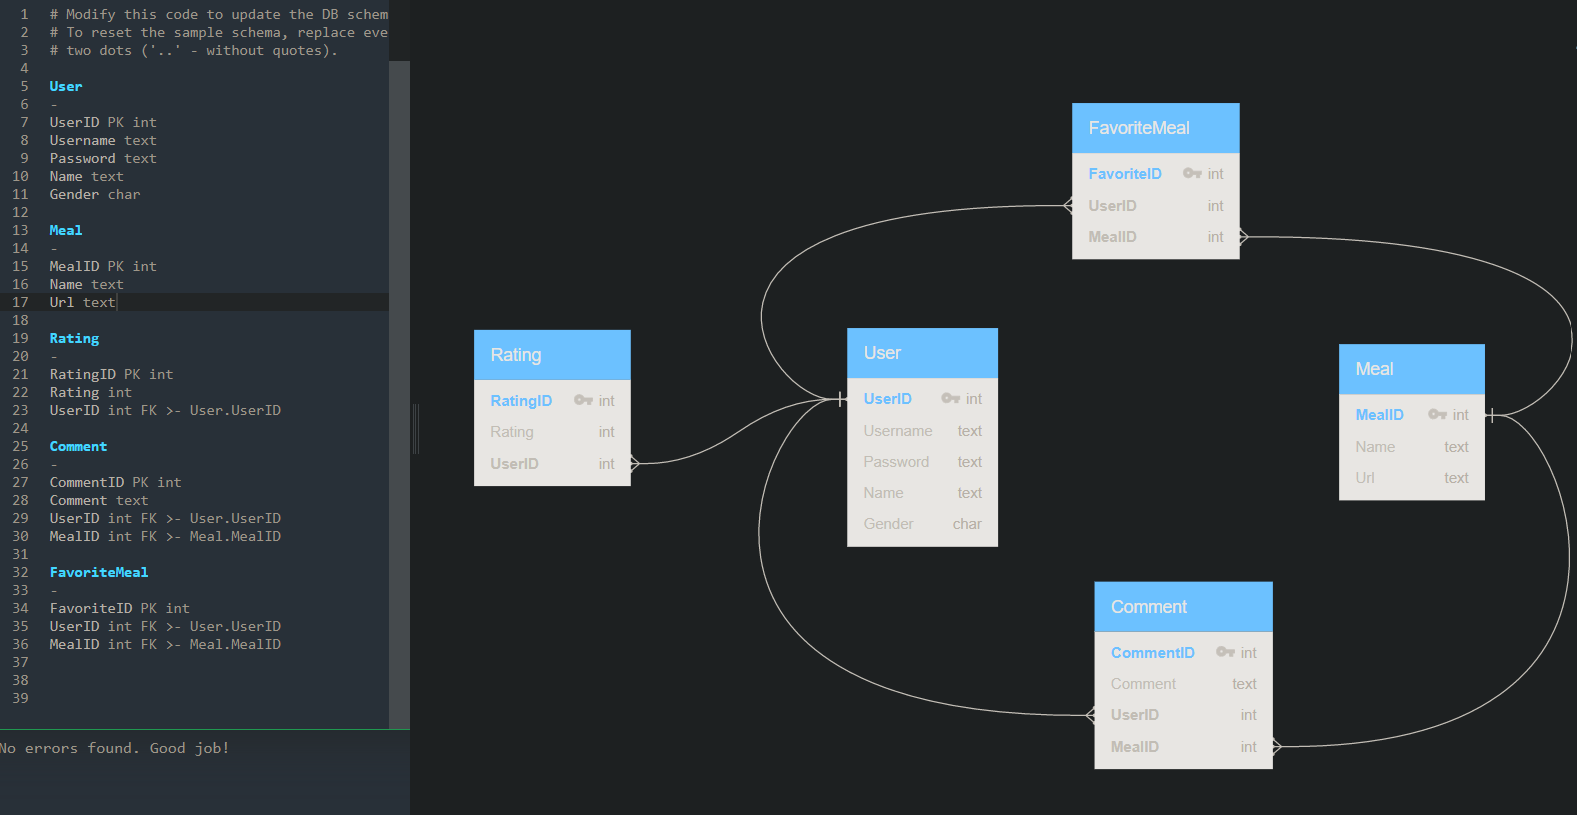 1 # Modify this code to update the DB schem
2 # To reset the sample schema, replace eve
3 # two dots ('..' - without quotes).
4
5 User
6 -
7 UserID PK int
8 Username text
9 Password text
10 Name text
11 Gender char
12
13 Meal
14 -
15 MealID PK int
16 Name text
17 Url text
18
19 Rating
20 -
21 RatingID PK int
22 Rating int
23 UserID int FK >- User.UserID
24
25 Comment
26 -
27 CommentID PK int
28 Comment text
29 UserID int FK >- User.UserID
30 MealID int FK >- Meal.MealID
31
32 FavoriteMeal
33 -
34 FavoriteID PK int
35 UserID int FK >- User.UserID
36 MealID int FK >- Meal.MealID
37
38
39
No errors found. Good job!
FavoriteMeal
FavoriteID int
UserID int
MealID int
Rating
RatingID int
Rating int
UserID int
User
UserID int
Username text
Password text
Name text
Gender char
Meal
MealID int
Name text
Url text
Comment
CommentID int
Comment text
UserID int
MealID int